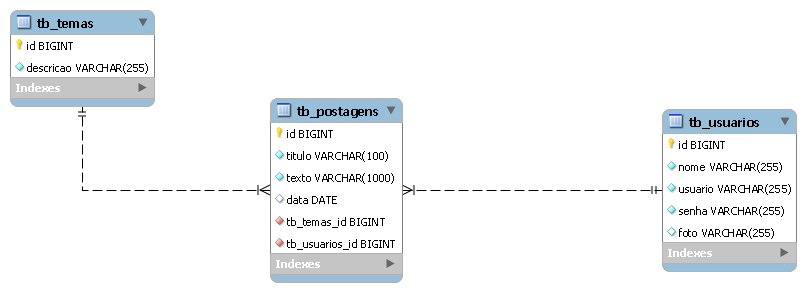 tb_temas
id BIGINT
descricao VARCHAR(255)
Indexes
tb_postagens
id BIGINT
titulo VARCHAR(100)
texto VARCHAR(1000)
data DATE
tb_temas_id BIGINT
tb_usuarios_id BIGINT
Indexes
tb_usuarios
id BIGINT
nome VARCHAR(255)
usuario VARCHAR(255)
senha VARCHAR(255)
foto VARCHAR(255)
Indexes